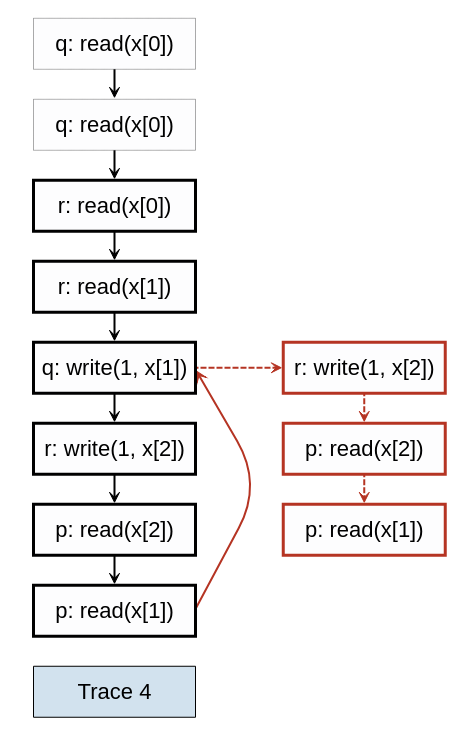 q: read(x[0])
q: read(x[0])
r: read(x[0])
r: read(x[1])
q: write(1, x[1])
r: write(1, x[2])
p: read(x[2])
p: read(x[1])
r: write(1, x[2])
p: read(x[2])
p: read(x[1])
Trace 4